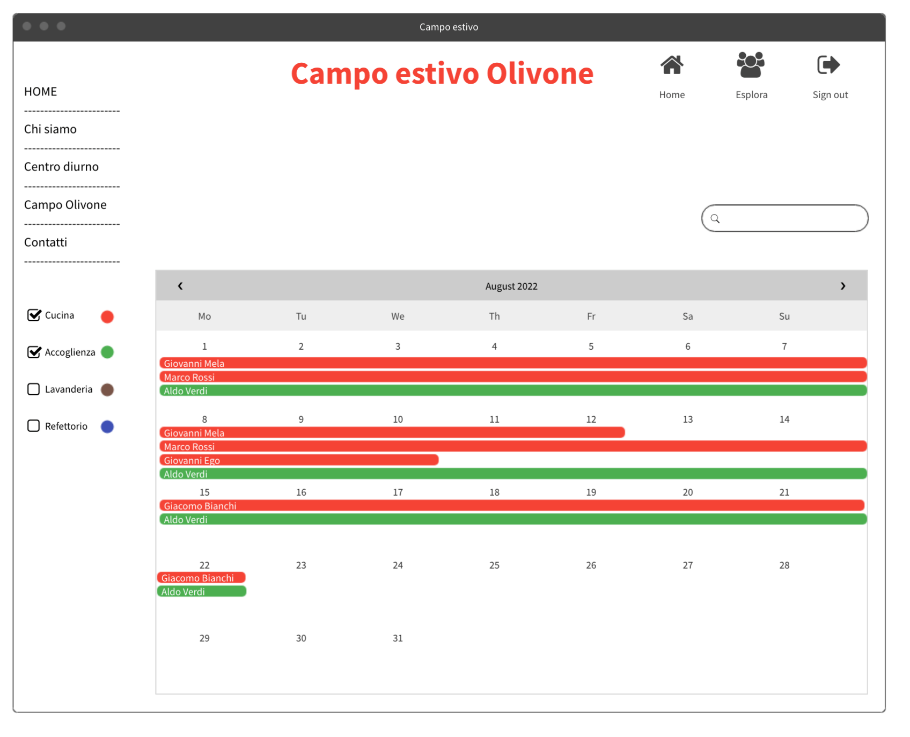 Campo estivo
Campo estivo Olivone
Home Esplora Sign out
HOME
------------------------
Chi siamo
------------------------
Centro diurno
------------------------
Campo Olivone
------------------------
Contatti
------------------------
Cucina
Accoglienza
Lavanderia
Refettorio
August 2022
Mo Tu We Th Fr Sa Su
1 2 3 4 5 6 7
Giovanni Mela
Marco Rossi
Aldo Verdi
8 9 10 11 12 13 14
Giovanni Mela
Marco Rossi
Giovanni Ego
Aldo Verdi
15 16 17 18 19 20 21
Giacomo Bianchi
Aldo Verdi
22 23 24 25 26 27 28
Giacomo Bianchi
Aldo Verdi
29 30 31